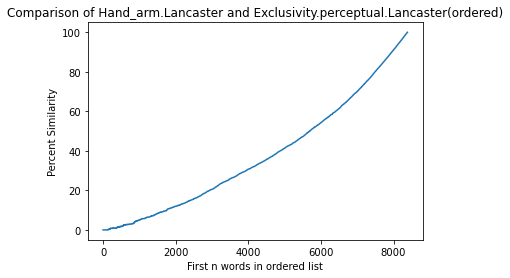 Comparison of Hand_arm.Lancaster and Exclusivity.perceptual.Lancaster(ordered)
100
80
60
40
20
0
Percent Similarity
0 2000 4000 6000 8000
First n words in ordered list